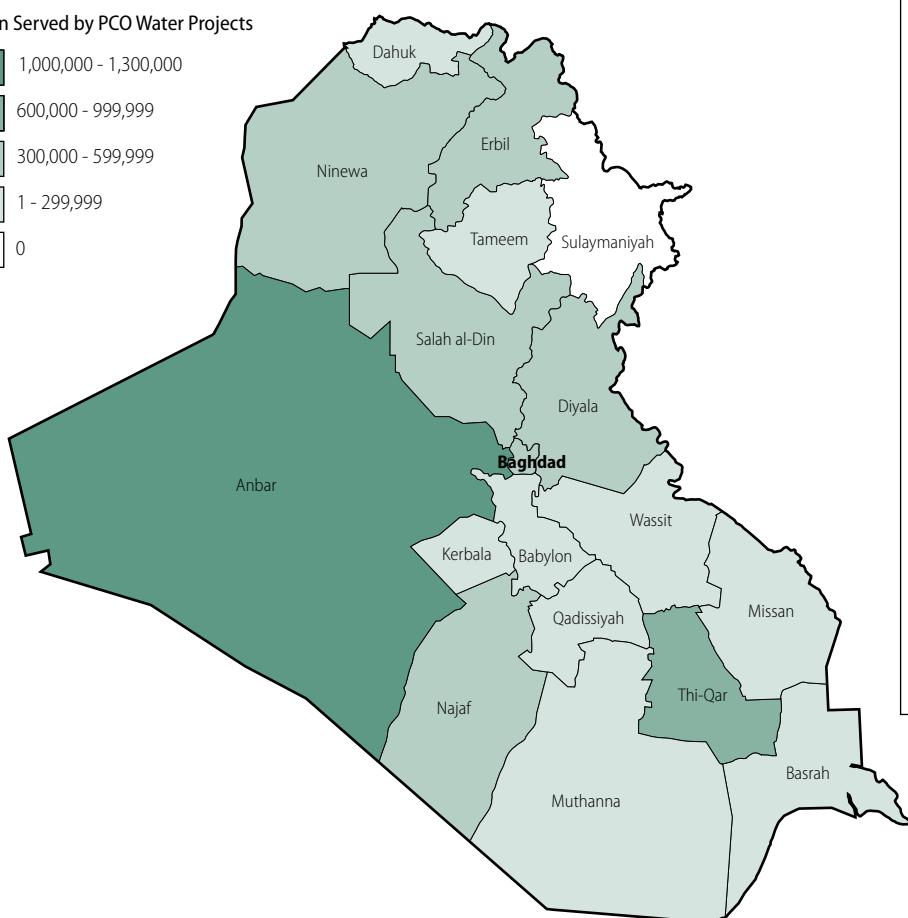 n Served by PCO Water Projects
1,000,000 - 1,300,000
600,000 - 999,999
300,000 - 599,999
1 - 299,999
0
Dahuk
Erbil
Ninewa
Tameem
Sulaymaniyah
Salah al-Din
Diyala
Baghdad
Anbar
Wassit
Kerbala
Babylon
Missan
Qadissiyah
Thi-Qar
Najaf
Basrah
Muthanna